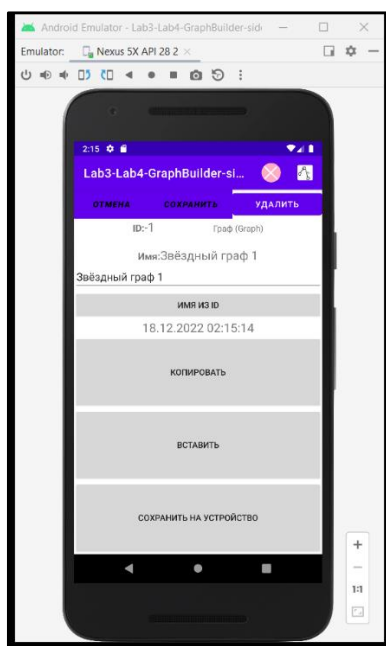 Android Emulator - Lab3-Lab4-GraphBuilder-side
Emulator: Nexus 5X API 28 2
2:15
Lab3-Lab4-GraphBuilder-si...
ОТМЕНА СОХРАНИТЬ УДАЛИТЬ
ID:-1 Граф (Graph)
Имя:Звёздный граф 1
Звёздный граф 1
ИМЯ ИЗ ID
18.12.2022 02:15:14
КОПИРОВАТЬ
ВСТАВИТЬ
СОХРАНИТЬ НА УСТРОЙСТВО
1:1